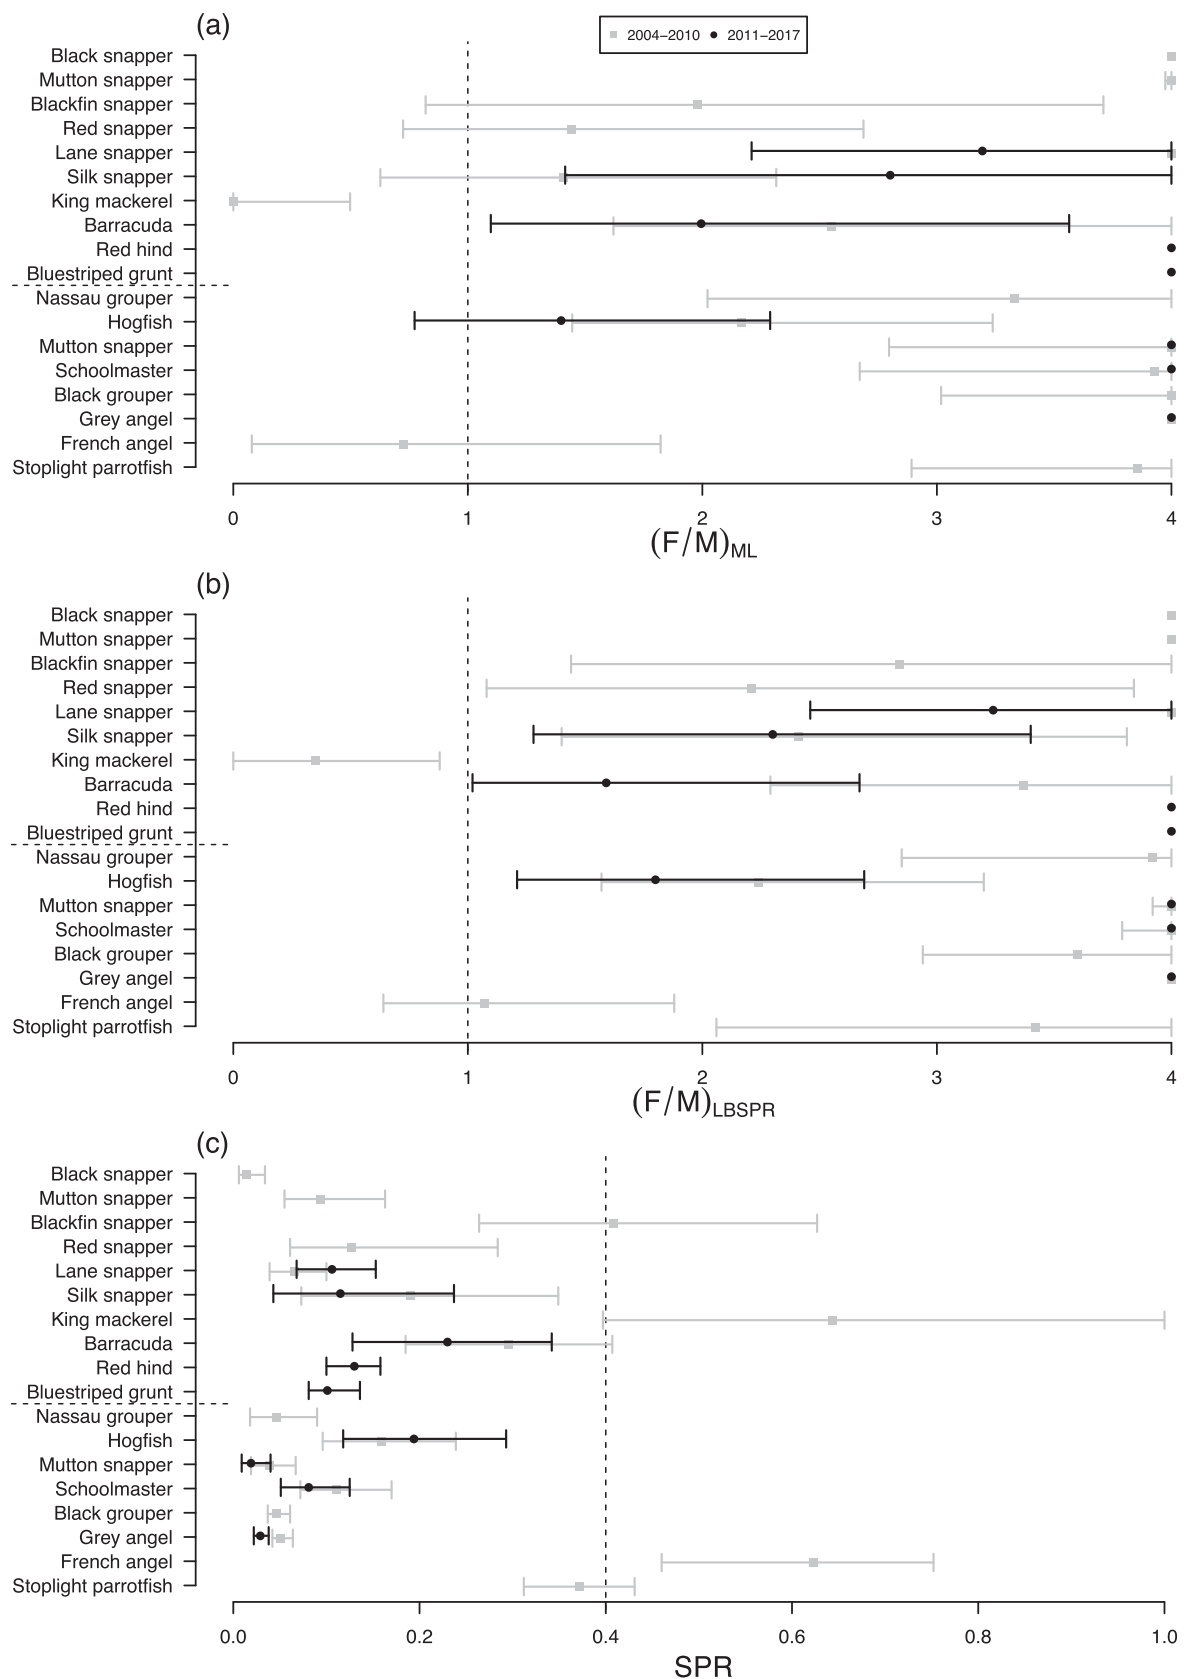 (a)
2004–2010 2011–2017
Black snapper
Mutton snapper
Blackfin snapper
Red snapper
Lane snapper
Silk snapper
King mackerel
Barracuda
Red hind
Bluestriped grunt
Nassau grouper
Hogfish
Mutton snapper
Schoolmaster
Black grouper
Grey angel
French angel
Stoplight parrotfish
0 1 2 3 4
(F/M)ML
(b)
Black snapper
Mutton snapper
Blackfin snapper
Red snapper
Lane snapper
Silk snapper
King mackerel
Barracuda
Red hind
Bluestriped grunt
Nassau grouper
Hogfish
Mutton snapper
Schoolmaster
Black grouper
Grey angel
French angel
Stoplight parrotfish
0 1 2 3 4
(F/M)LBSPR
(c)
Black snapper
Mutton snapper
Blackfin snapper
Red snapper
Lane snapper
Silk snapper
King mackerel
Barracuda
Red hind
Bluestriped grunt
Nassau grouper
Hogfish
Mutton snapper
Schoolmaster
Black grouper
Grey angel
French angel
Stoplight parrotfish
0.0 0.2 0.4 0.6 0.8 1.0
SPR